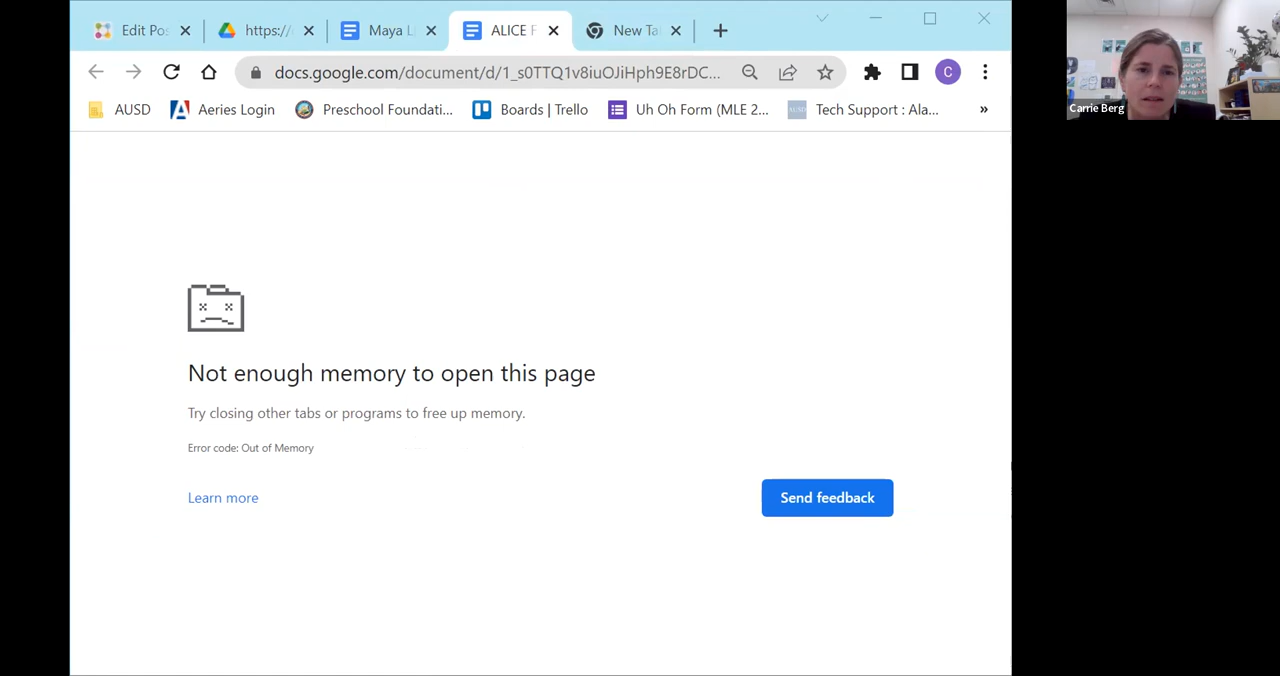 Edit Pos
https://
Maya L
ALICE F
New Ta
docs.google.com/document/d/1_s0TTQ1v8iuOJiHph9E8rDC...
C
AUSD
Aeries Login
Preschool Foundati...
Boards | Trello
Uh Oh Form (MLE 2...
Tech Support : Ala...
»
Carrie Berg
Not enough memory to open this page
Try closing other tabs or programs to free up memory.
Error code: Out of Memory
Learn more
Send feedback